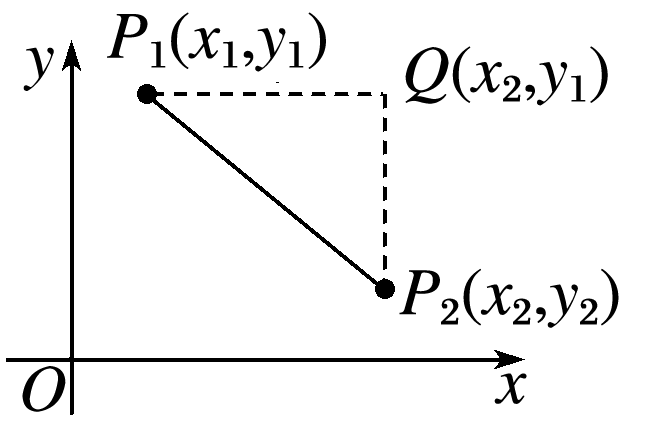 P₁(x₁,y₁)
y
Q(x₂,y₁)
P₂(x₂,y₂)
O
x